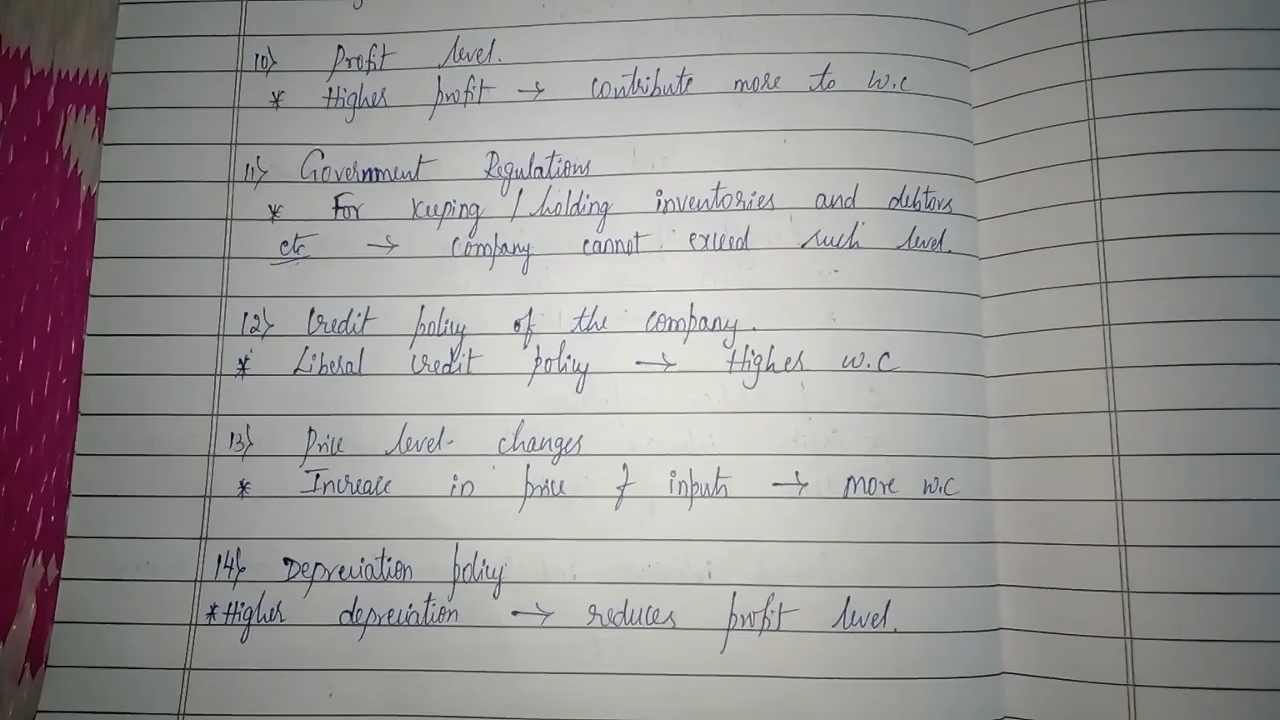 10) Profit level.
* Higher profit → contribute more to W.C
11) Government Regulations
* For keeping / holding inventories and debtors
etc → company cannot exceed such level.
12) Credit policy of the company.
* Liberal credit policy → Higher W.C
13) Price level- changes
* Increase in price of inputs → more W.C
14) Depreciation policy
* Higher depreciation → reduces profit level.